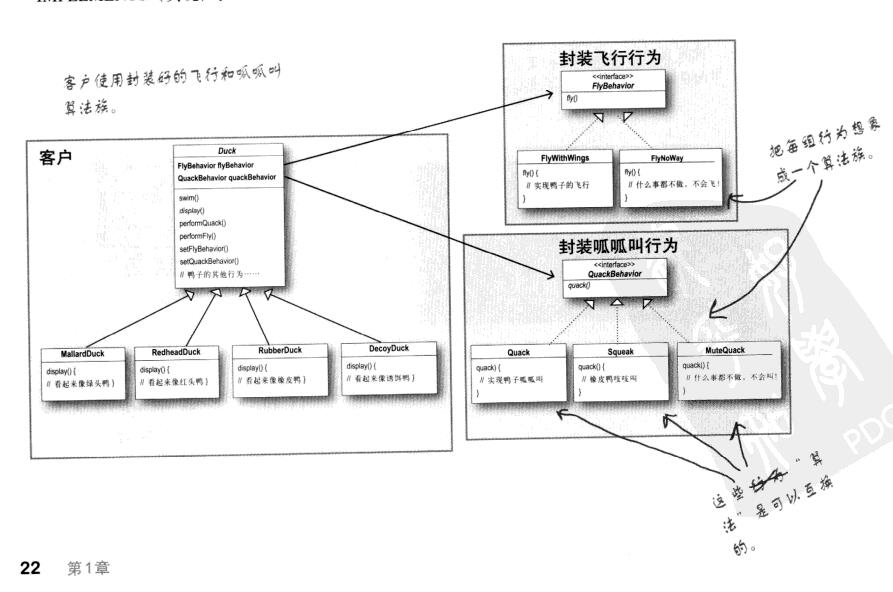 客户使用封装好的飞行和呱呱叫
算法族。
客户
Duck
FlyBehavior flyBehavior
QuackBehavior quackBehavior
swim()
display()
performQuack()
performFly()
setFlyBehavior()
setQuackBehavior()
// 鸭子的其他行为……
MallardDuck
display() {
// 看起来像绿头鸭 }
RedheadDuck
display() {
// 看起来像红头鸭 }
RubberDuck
display() {
// 看起来像橡皮鸭 }
DecoyDuck
display() {
// 看起来像诱饵鸭 }
封装飞行行为
<<interface>>
FlyBehavior
fly()
FlyWithWings
fly() {
// 实现鸭子的飞行
}
FlyNoWay
fly() {
// 什么事都不做,不会飞!
}
把每组行为想象
成一个算法族。
封装呱呱叫行为
<<interface>>
QuackBehavior
quack()
Quack
quack) {
// 实现鸭子呱呱叫
}
Squeak
quack() {
// 橡皮鸭吱吱叫
}
MuteQuack
quack() {
// 什么事都不做,不会叫!
}
这些行为“算
法”是可以互换
的。
PDG
22 第1章